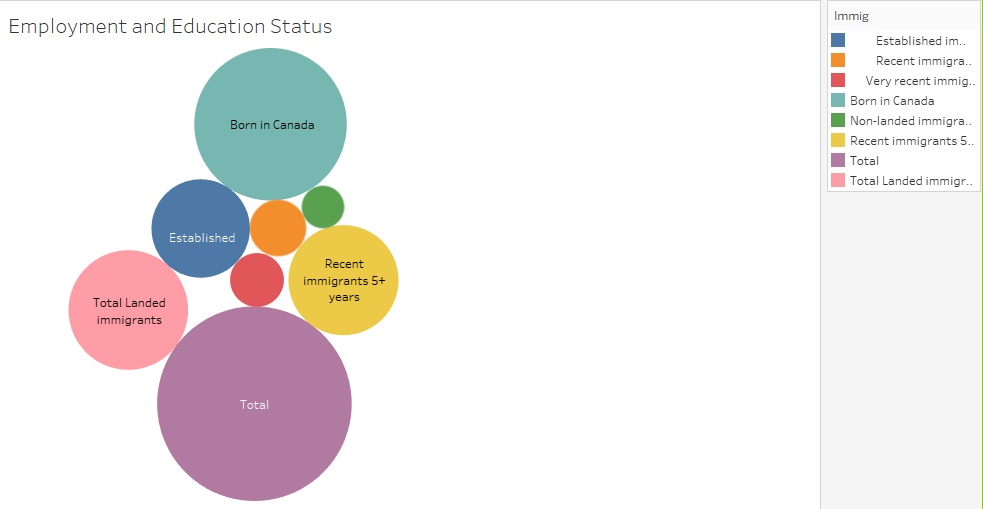 Employment and Education Status
Born in Canada
Established
Recent
immigrants 5+
years
Total Landed
immigrants
Total
Immig
Established im..
Recent immigra..
Very recent immig..
Born in Canada
Non-landed immigra..
Recent immigrants 5..
Total
Total Landed immigr..